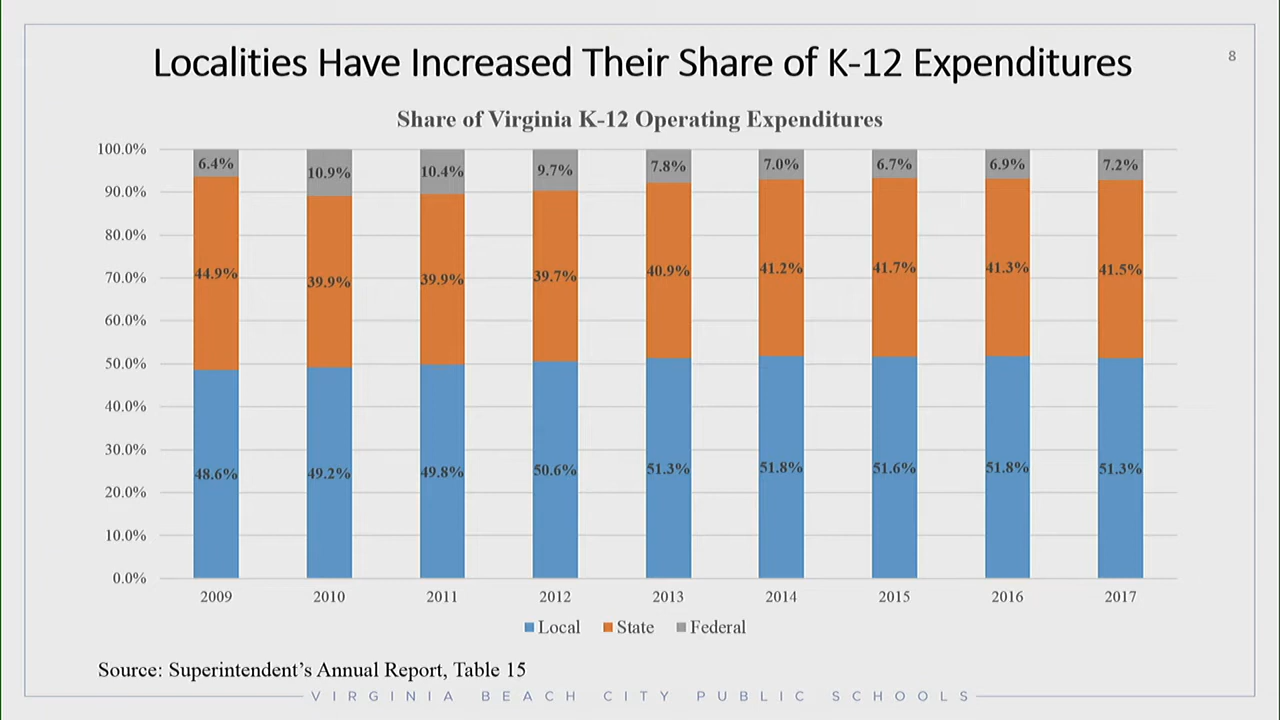 Localities Have Increased Their Share of K-12 Expenditures
8
Share of Virginia K-12 Operating Expenditures
100.0%
90.0%
80.0%
70.0%
60.0%
50.0%
40.0%
30.0%
20.0%
10.0%
0.0%
6.4% 10.9% 10.4% 9.7% 7.8% 7.0% 6.7% 6.9% 7.2%
44.9% 39.9% 39.9% 39.7% 40.9% 41.2% 41.7% 41.3% 41.5%
48.6% 49.2% 49.8% 50.6% 51.3% 51.8% 51.6% 51.8% 51.3%
2009 2010 2011 2012 2013 2014 2015 2016 2017
Local State Federal
Source: Superintendent’s Annual Report, Table 15
VIRGINIA BEACH CITY PUBLIC SCHOOLS